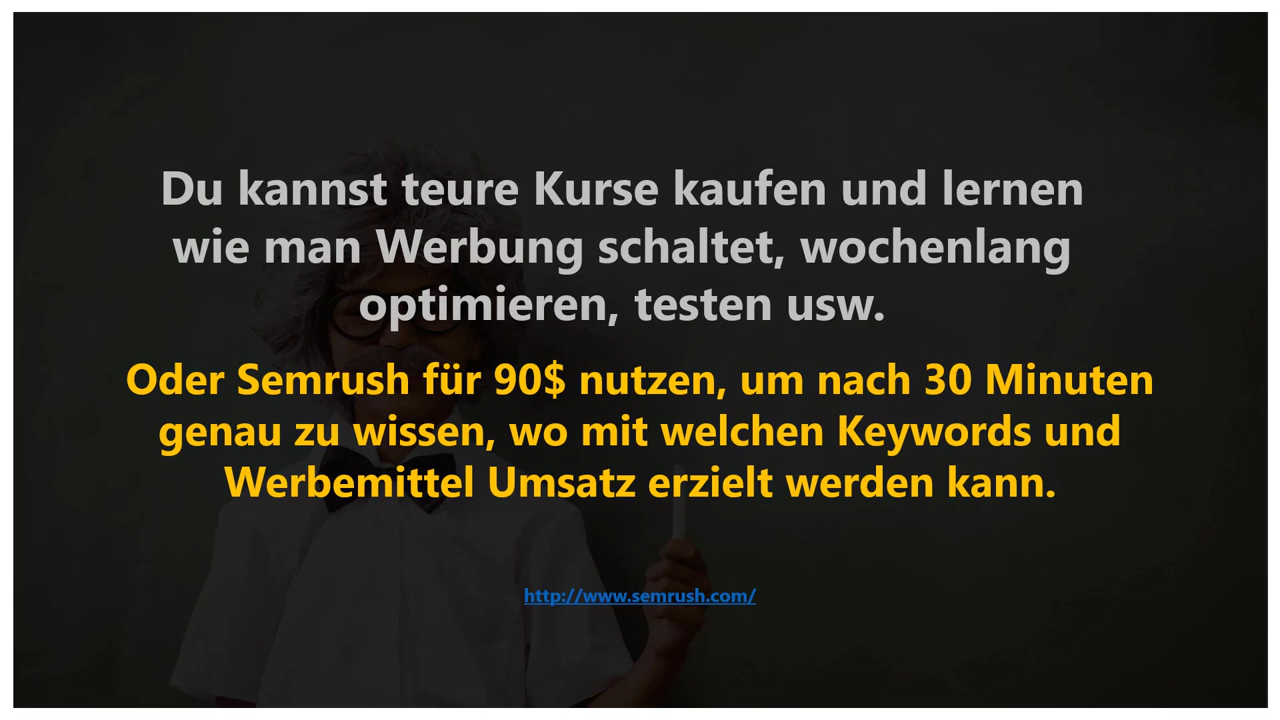 Du kannst teure Kurse kaufen und lernen
wie man Werbung schaltet, wochenlang
optimieren, testen usw.
Oder Semrush für 90$ nutzen, um nach 30 Minuten
genau zu wissen, wo mit welchen Keywords und
Werbemittel Umsatz erzielt werden kann.
http://www.semrush.com/